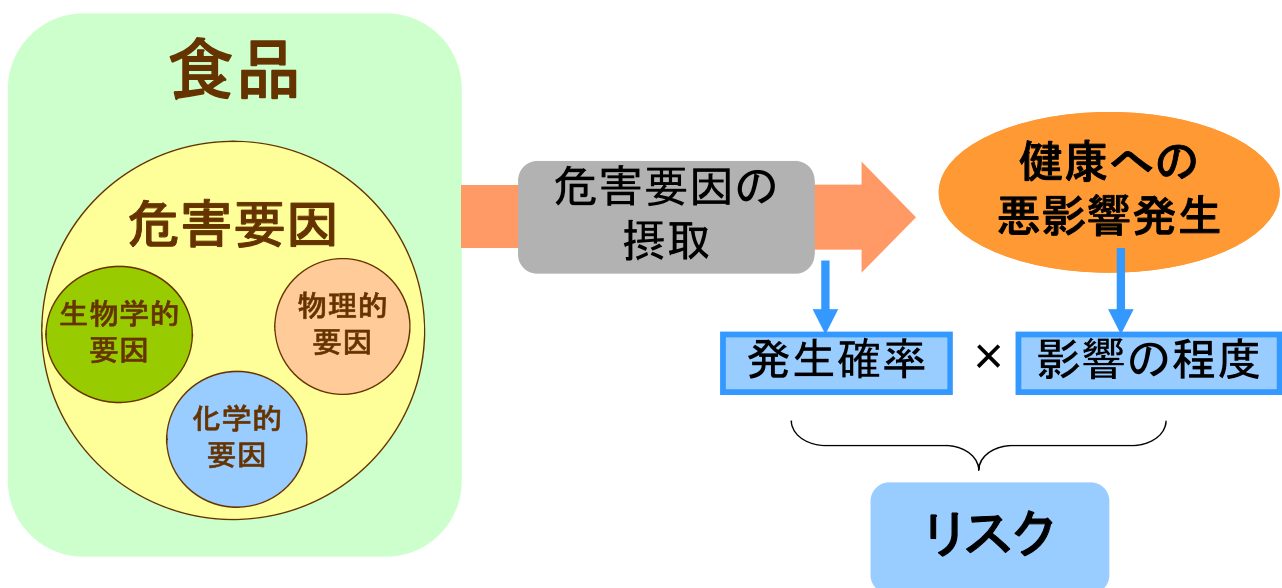 食品
危害要因
生物学的
要因
物理的
要因
化学的
要因
危害要因の
摂取
健康への
悪影響発生
発生確率
×
影響の程度
リスク